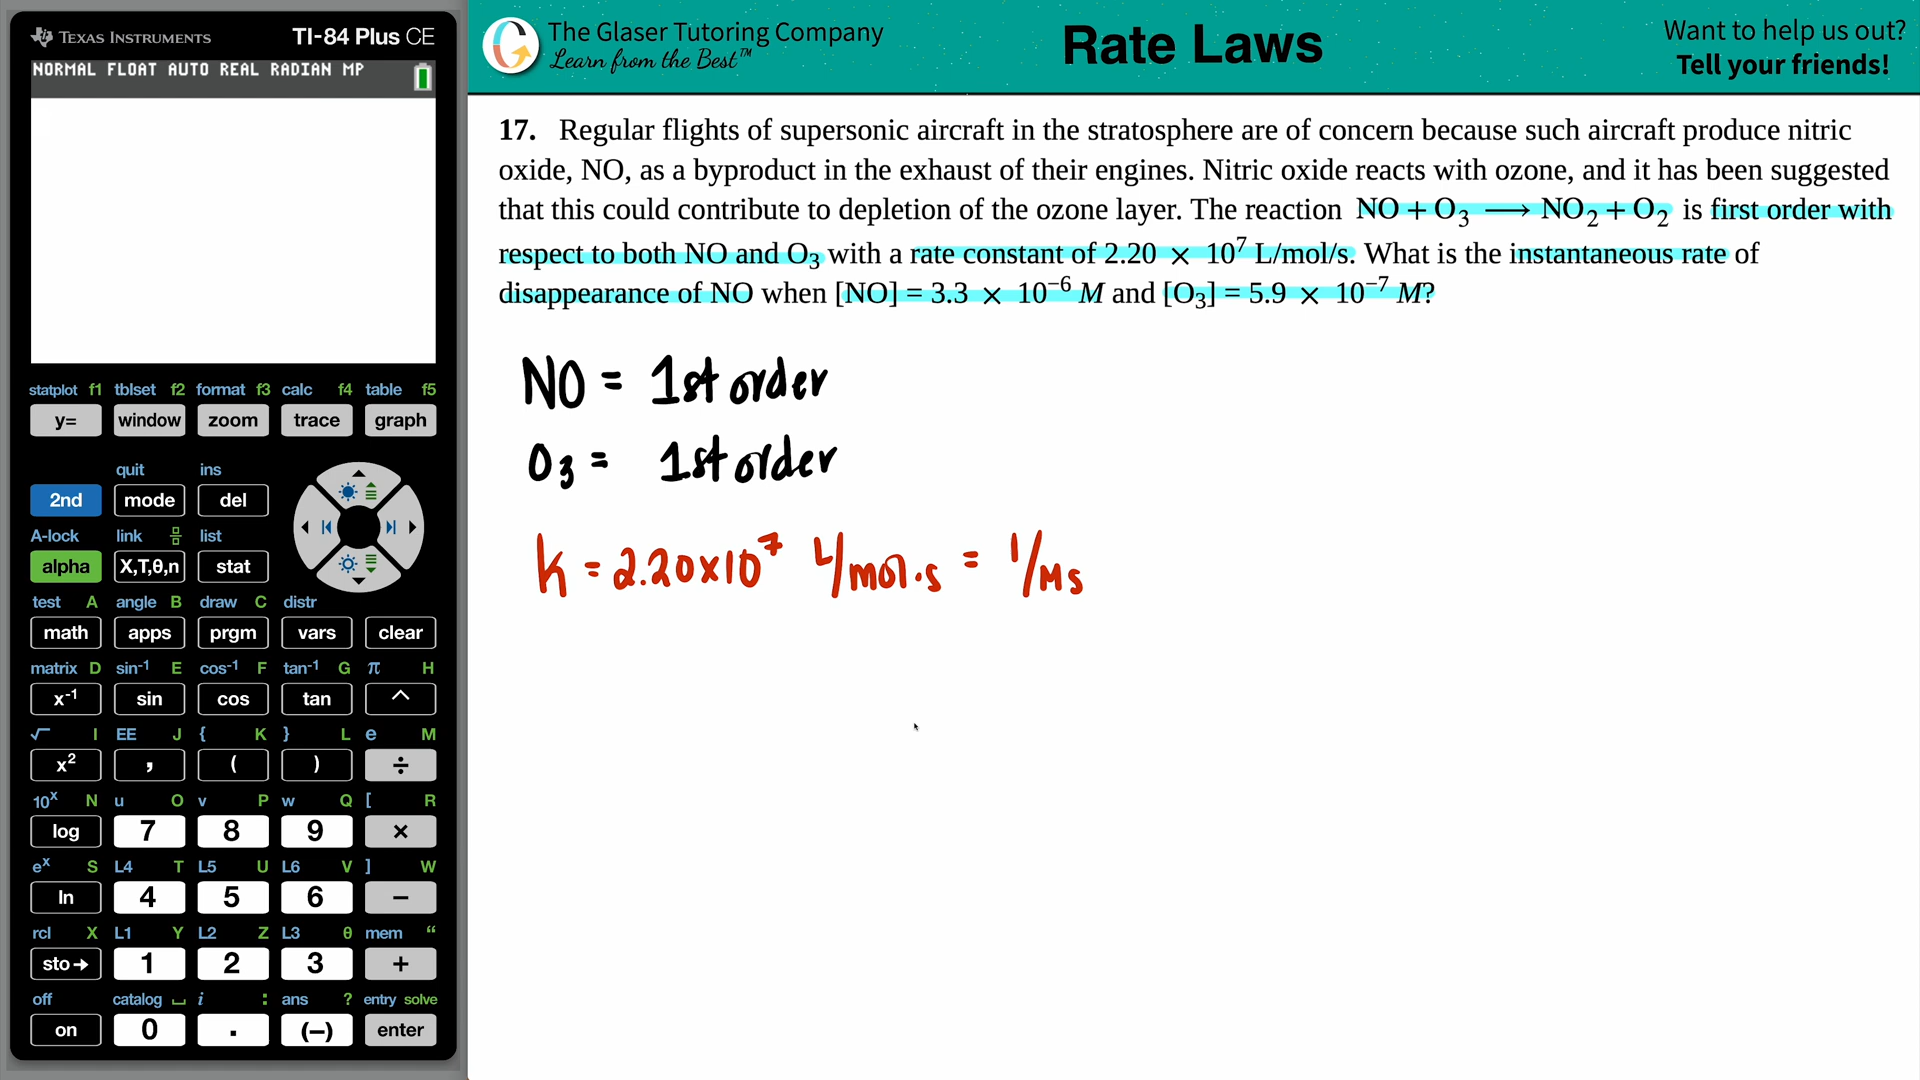 TEXAS INSTRUMENTS TI-84 Plus CE
NORMAL FLOAT AUTO REAL RADIAN MP
statplot f1 tblset f2 format f3 calc f4 table f5
y= window zoom trace graph
quit ins
2nd mode del
A-lock link list
alpha X,T,θ,n stat
test A angle B draw C distr
math apps prgm vars clear
matrix D sin⁻¹ E cos⁻¹ F tan⁻¹ G π H
x⁻¹ sin cos tan ^
√ I EE J { K } L e M
x² , ( ) ÷
10ˣ N u O v P w Q [ R
log 7 8 9 ×
eˣ S L4 T L5 U L6 V ] W
ln 4 5 6 −
rcl X L1 Y L2 Z L3 θ mem “
sto→ 1 2 3 +
off catalog ⎵ i : ans ? entry solve
on 0 . (−) enter
The Glaser Tutoring Company
Learn from the Best™
Rate Laws
Want to help us out?
Tell your friends!
17. Regular flights of supersonic aircraft in the stratosphere are of concern because such aircraft produce nitric
oxide, NO, as a byproduct in the exhaust of their engines. Nitric oxide reacts with ozone, and it has been suggested
that this could contribute to depletion of the ozone layer. The reaction NO + O₃ ⟶ NO₂ + O₂ is first order with
respect to both NO and O₃ with a rate constant of 2.20 × 10⁷ L/mol/s. What is the instantaneous rate of
disappearance of NO when [NO] = 3.3 × 10⁻⁶ M and [O₃] = 5.9 × 10⁻⁷ M?
NO = 1st order
O₃ = 1st order
K = 2.20×10⁷ L/mol·s = 1/Ms